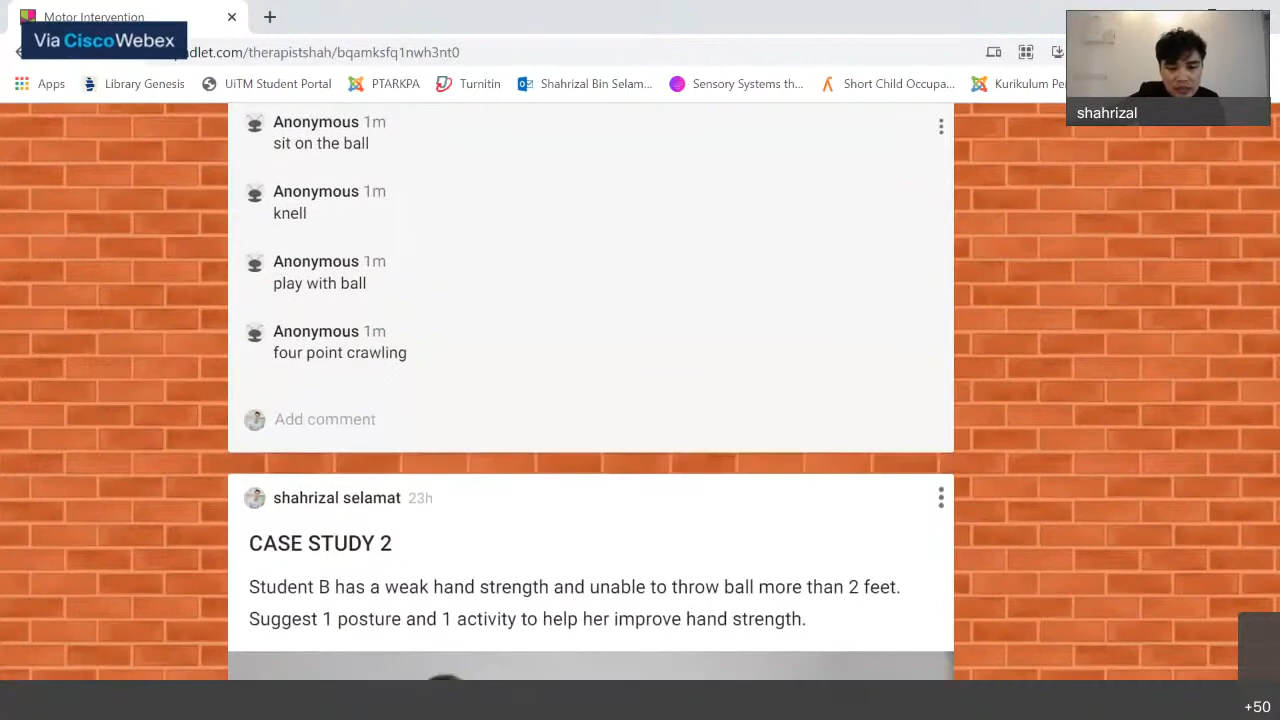 Motor Intervention
Via CiscoWebex
dlet.com/therapistshah/bqamksfq1nwh3nt0
Apps
Library Genesis
UiTM Student Portal
PTARKPA
Turnitin
Shahrizal Bin Selam...
Sensory Systems th...
Short Child Occupa...
Kurikulum Per
shahrizal
Anonymous 1m
sit on the ball
Anonymous 1m
knell
Anonymous 1m
play with ball
Anonymous 1m
four point crawling
Add comment
shahrizal selamat 23h
CASE STUDY 2
Student B has a weak hand strength and unable to throw ball more than 2 feet.
Suggest 1 posture and 1 activity to help her improve hand strength.
+50